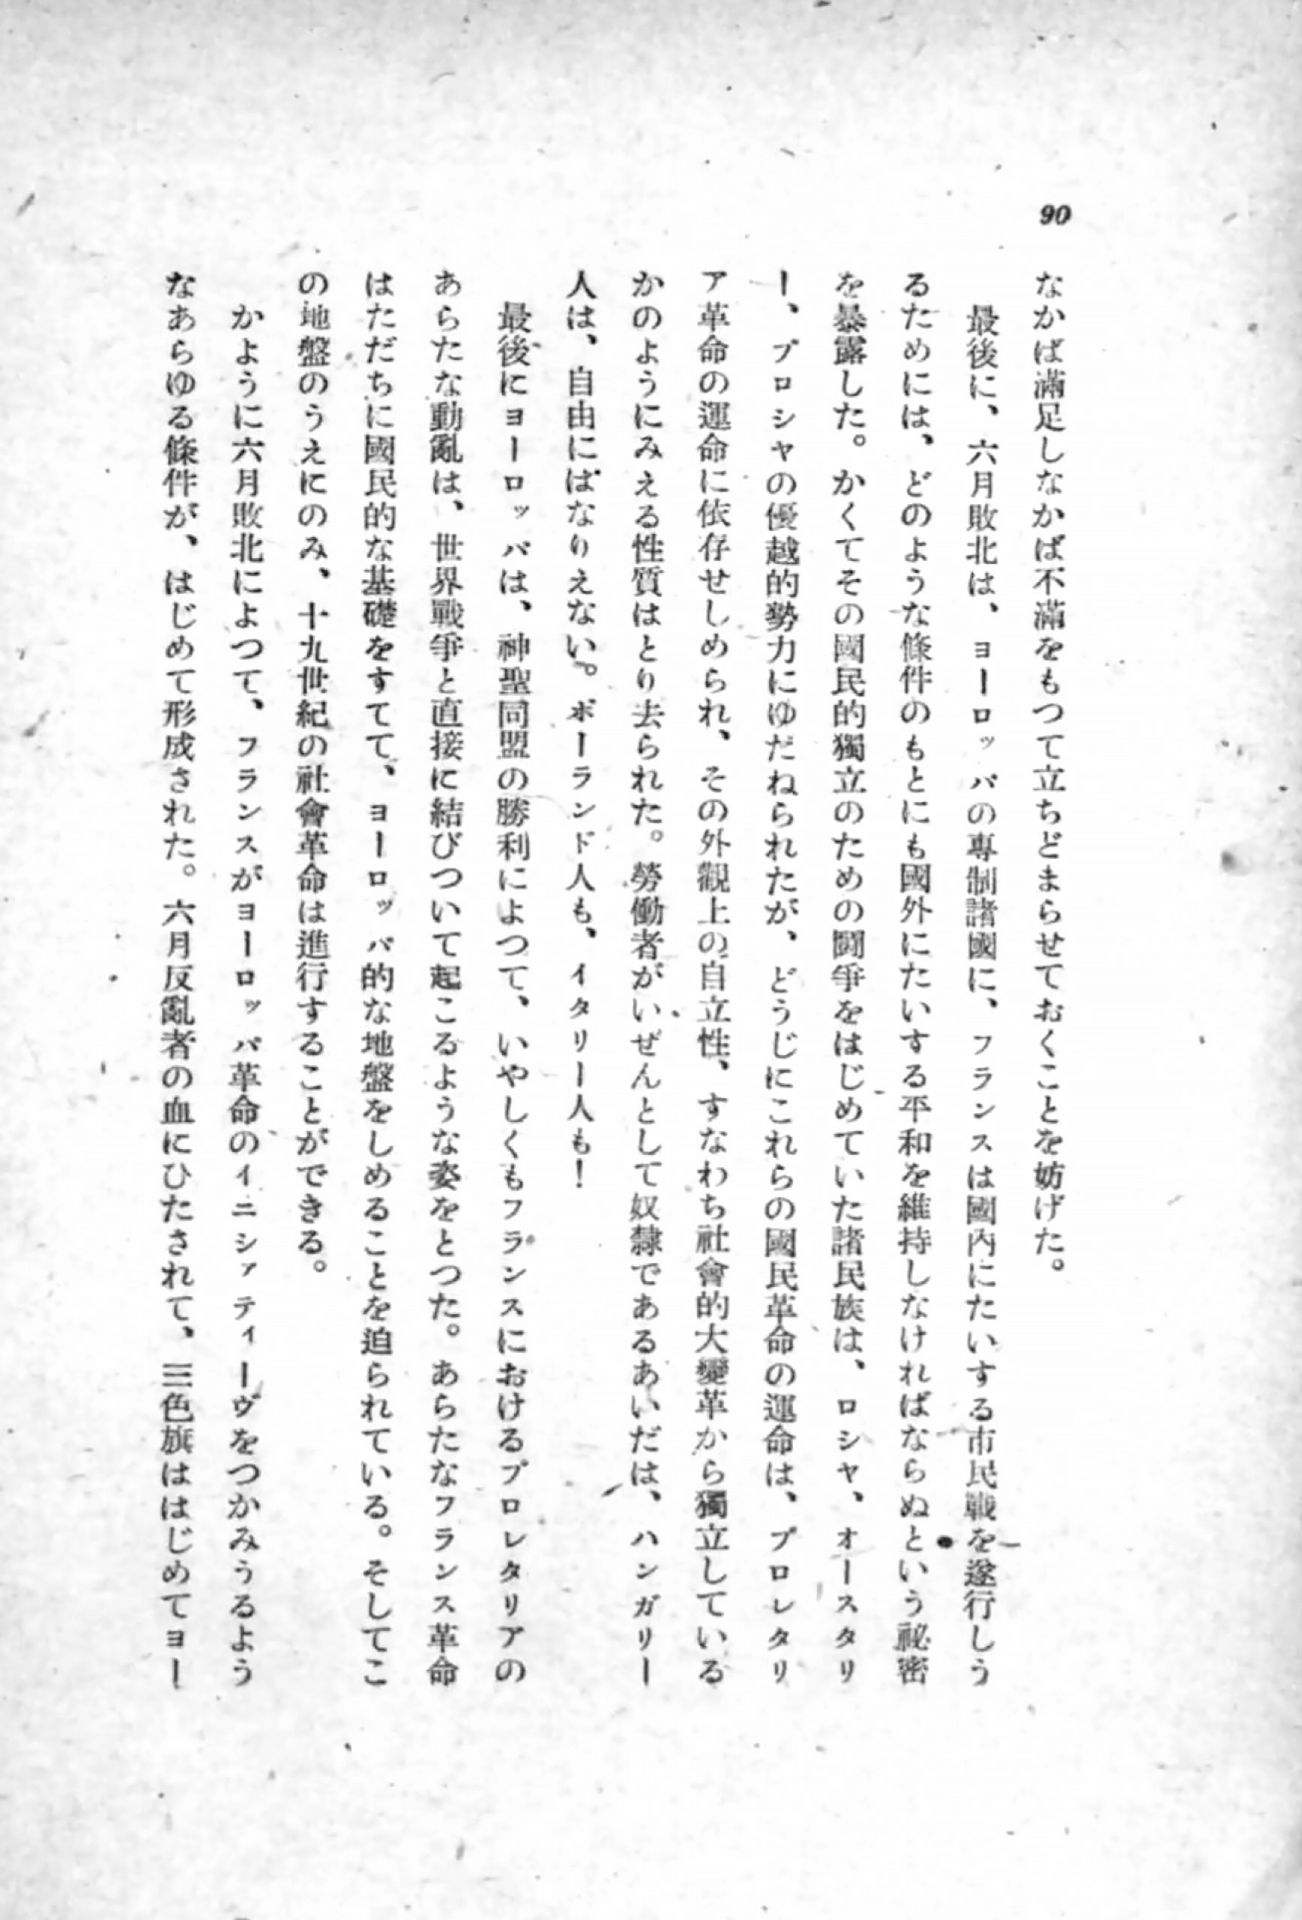 90
なかば滿足しなかば不滿をもつて立ちどまらせておくことを妨げた。
最後に、六月敗北は、ヨーロッパの專制諸國に、フランスは國内にたいする市民戰を遂行しう
るためには、どのような條件のもとにも國外にたいする平和を維持しなければならぬという祕密
を暴露した。かくてその國民的獨立のための鬪爭をはじめていた諸民族は、ロシヤ、オースタリ
ー、プロシヤの優越的勢力にゆだねられたが、どうじにこれらの國民革命の運命は、プロレタリ
ア革命の運命に依存せしめられ、その外觀上の自立性、すなわち社會的大變革から獨立している
かのようにみえる性質はとり去られた。勞働者がいぜんとして奴隸であるあいだは、ハンガリー
人は、自由にはなりえない。ポーランド人も、イタリー人も！
最後にヨーロッパは、神聖同盟の勝利によつて、いやしくもフランスにおけるプロレタリアの
あらたな動亂は、世界戰爭と直接に結びついて起こるような姿をとつた。あらたなフランス革命
はただちに國民的な基礎をすてて、ヨーロッパ的な地盤をしめることを迫られている。そしてこ
の地盤のうえにのみ、十九世紀の社會革命は進行することができる。
かように六月敗北によつて、フランスがヨーロッパ革命のイニシァティーヴをつかみうるよう
なあらゆる條件が、はじめて形成された。六月反亂者の血にひたされて、三色旗ははじめてヨー